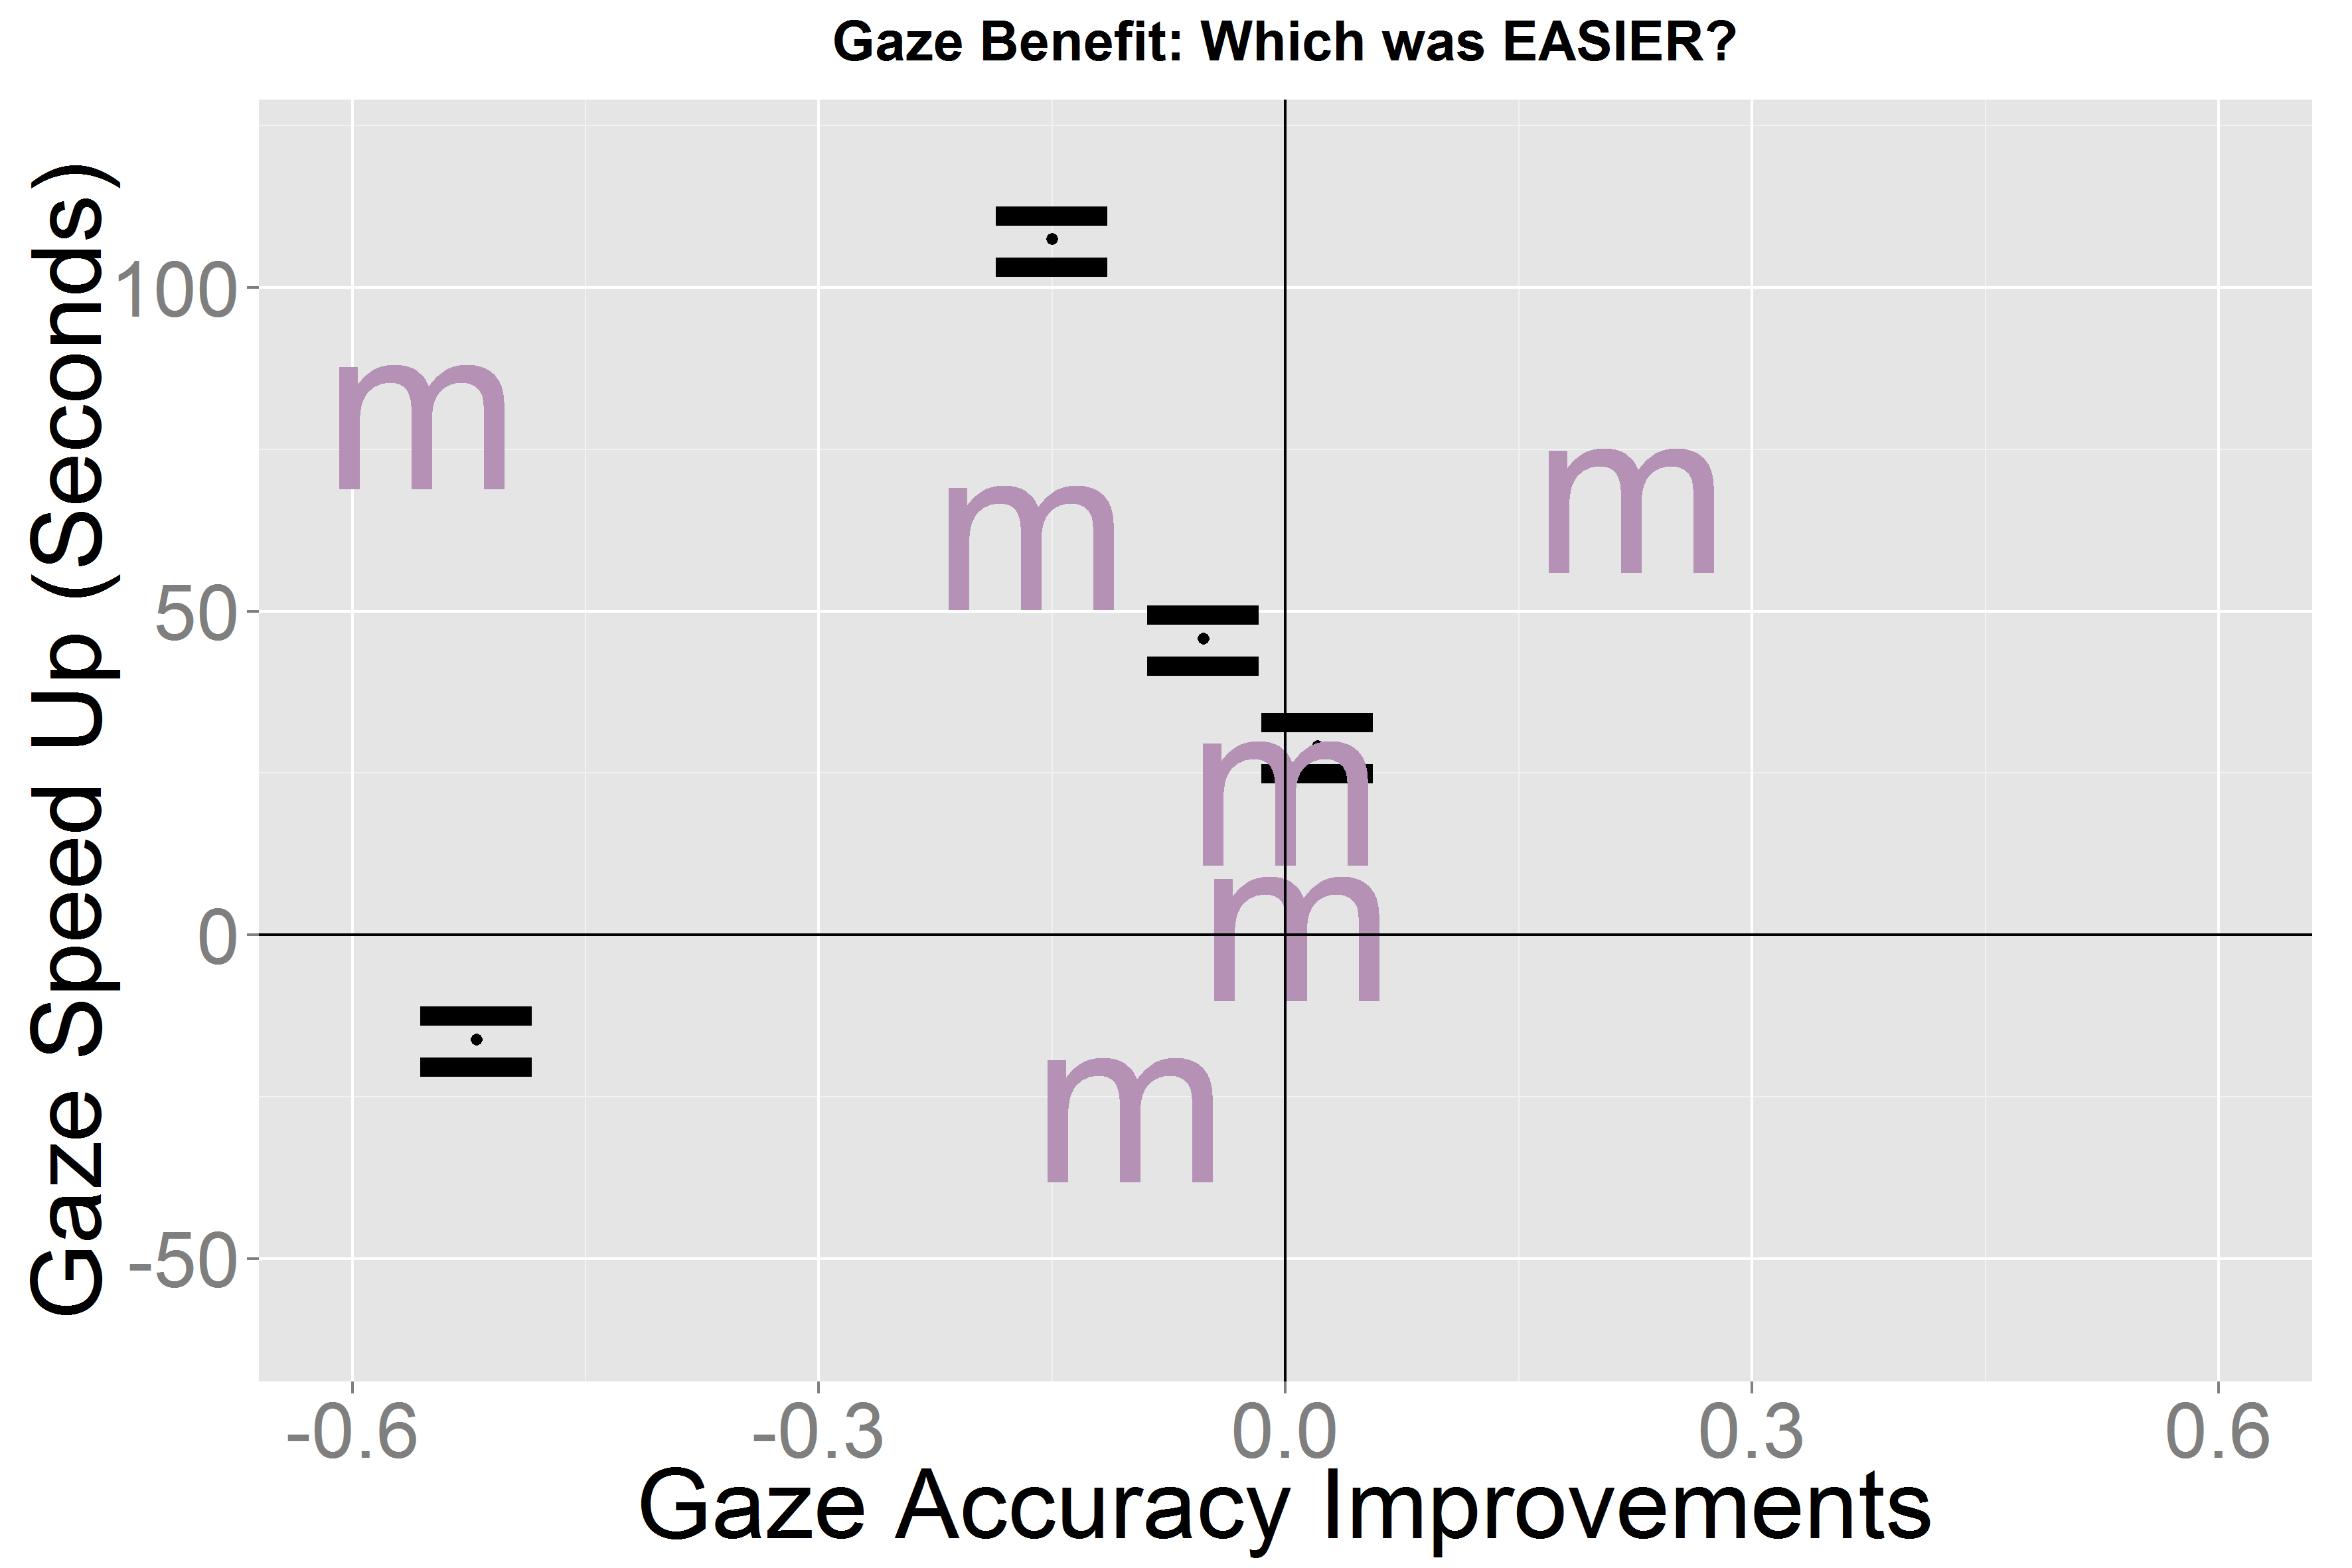 Gaze Benefit: Which was EASIER?
Gaze Speed Up (Seconds)
100
50
0
-50
m
m
m
=
=
=
m
m
=
m
-0.6
-0.3
0.0
0.3
0.6
Gaze Accuracy Improvements